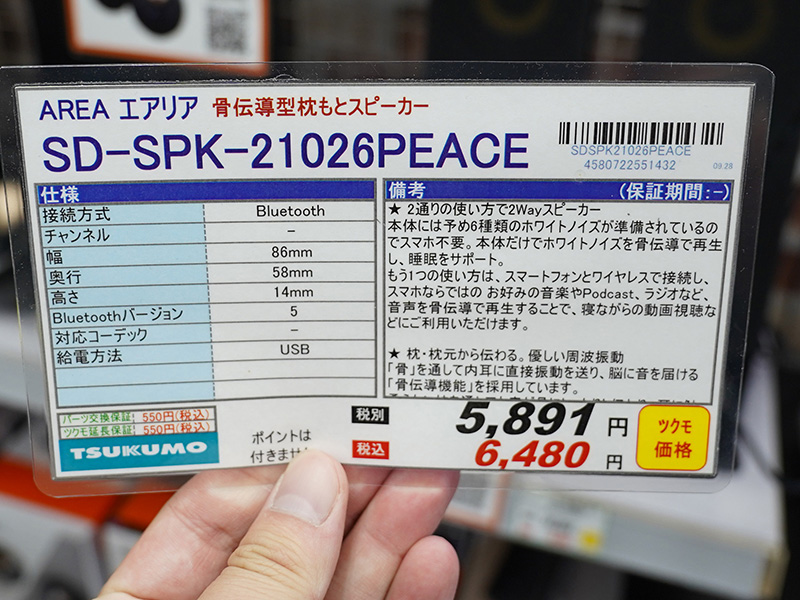 AREA エアリア 骨伝導型枕もとスピーカー
SD-SPK-21026PEACE
SDSPK21026PEACE
4580722551432
09.28
仕様
接続方式 Bluetooth
チャンネル -
幅 86mm
奥行 58mm
高さ 14mm
Bluetoothバージョン 5
対応コーデック -
給電方法 USB
備考 (保証期間:-)
★ 2通りの使い方で2Wayスピーカー
本体には予め6種類のホワイトノイズが準備されているの
でスマホ不要。本体だけでホワイトノイズを骨伝導で再生
し、睡眠をサポート。
もう1つの使い方は、スマートフォンとワイヤレスで接続し、
スマホならではの お好みの音楽やPodcast、ラジオなど、
音声を骨伝導で再生することで、寝ながらの動画視聴な
どにご利用いただけます。
★ 枕・枕元から伝わる。優しい周波振動
「骨」を通して内耳に直接振動を送り、脳に音を届ける
「骨伝導機能」を採用しています。
パーツ交換保証 550円(税込)
ツクモ延長保証 550円(税込)
TSUKUMO
ポイントは
付きません
税別 5,891 円
税込 6,480 円
ツクモ
価格